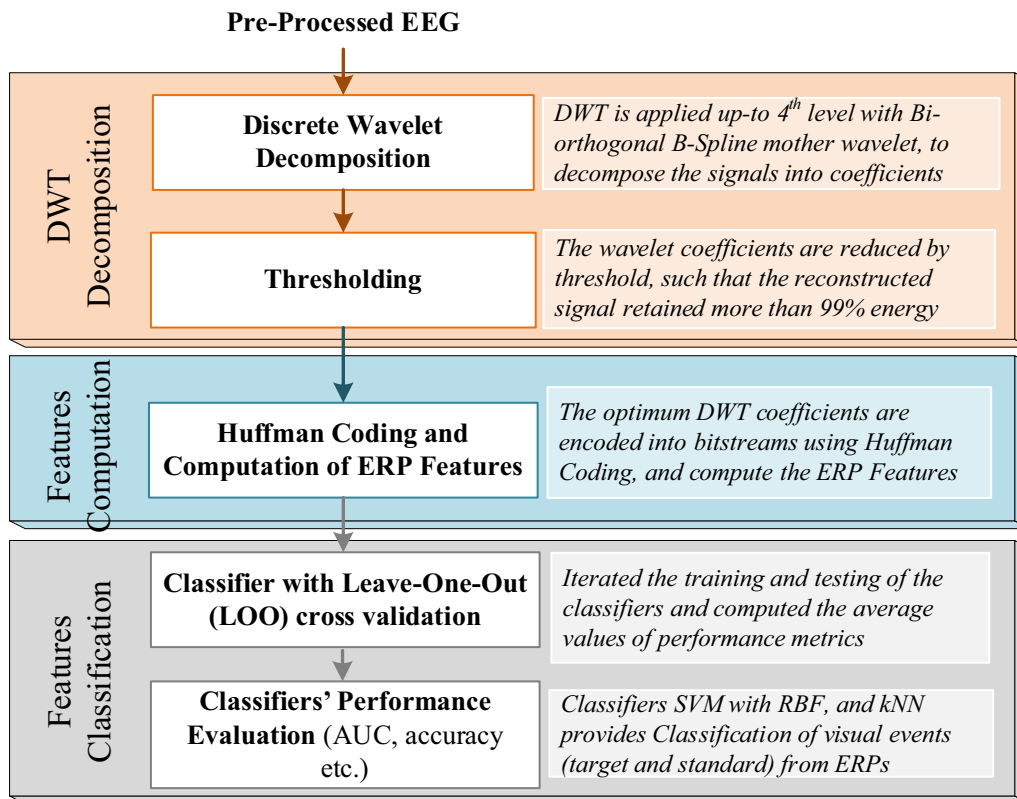 Pre-Processed EEG
DWT
Decomposition
Discrete Wavelet
Decomposition
DWT is applied up-to 4th level with Bi-
orthogonal B-Spline mother wavelet, to
decompose the signals into coefficients
Thresholding
The wavelet coefficients are reduced by
threshold, such that the reconstructed
signal retained more than 99% energy
Features
Computation
Huffman Coding and
Computation of ERP Features
The optimum DWT coefficients are
encoded into bitstreams using Huffman
Coding, and compute the ERP Features
Features
Classification
Classifier with Leave-One-Out
(LOO) cross validation
Iterated the training and testing of the
classifiers and computed the average
values of performance metrics
Classifiers’ Performance
Evaluation (AUC, accuracy
etc.)
Classifiers SVM with RBF, and kNN
provides Classification of visual events
(target and standard) from ERPs